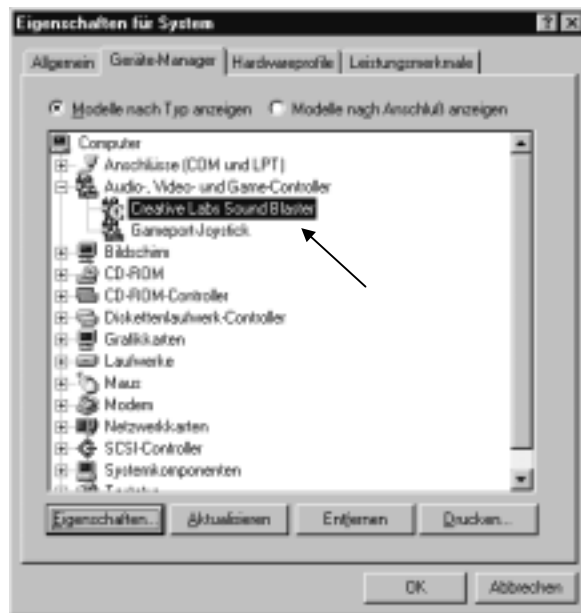 Eigenschaften für System
Allgemein Geräte-Manager Hardwareprofile Leistungsmerkmale
Modelle nach Typ anzeigen Modelle nach Anschluß anzeigen
Computer
Anschlüsse (COM und LPT)
Audio-, Video- und Game-Controller
Creative Labs Sound Blaster
Gameport-Joystick
Bildschirm
CD-ROM
CD-ROM-Controller
Diskettenlaufwerk-Controller
Grafikkarten
Laufwerke
Maus
Modem
Netzwerkkarten
SCSI-Controller
Systemkomponenten
Eigenschaften... Aktualisieren Entfernen Drucken...
OK Abbrechen